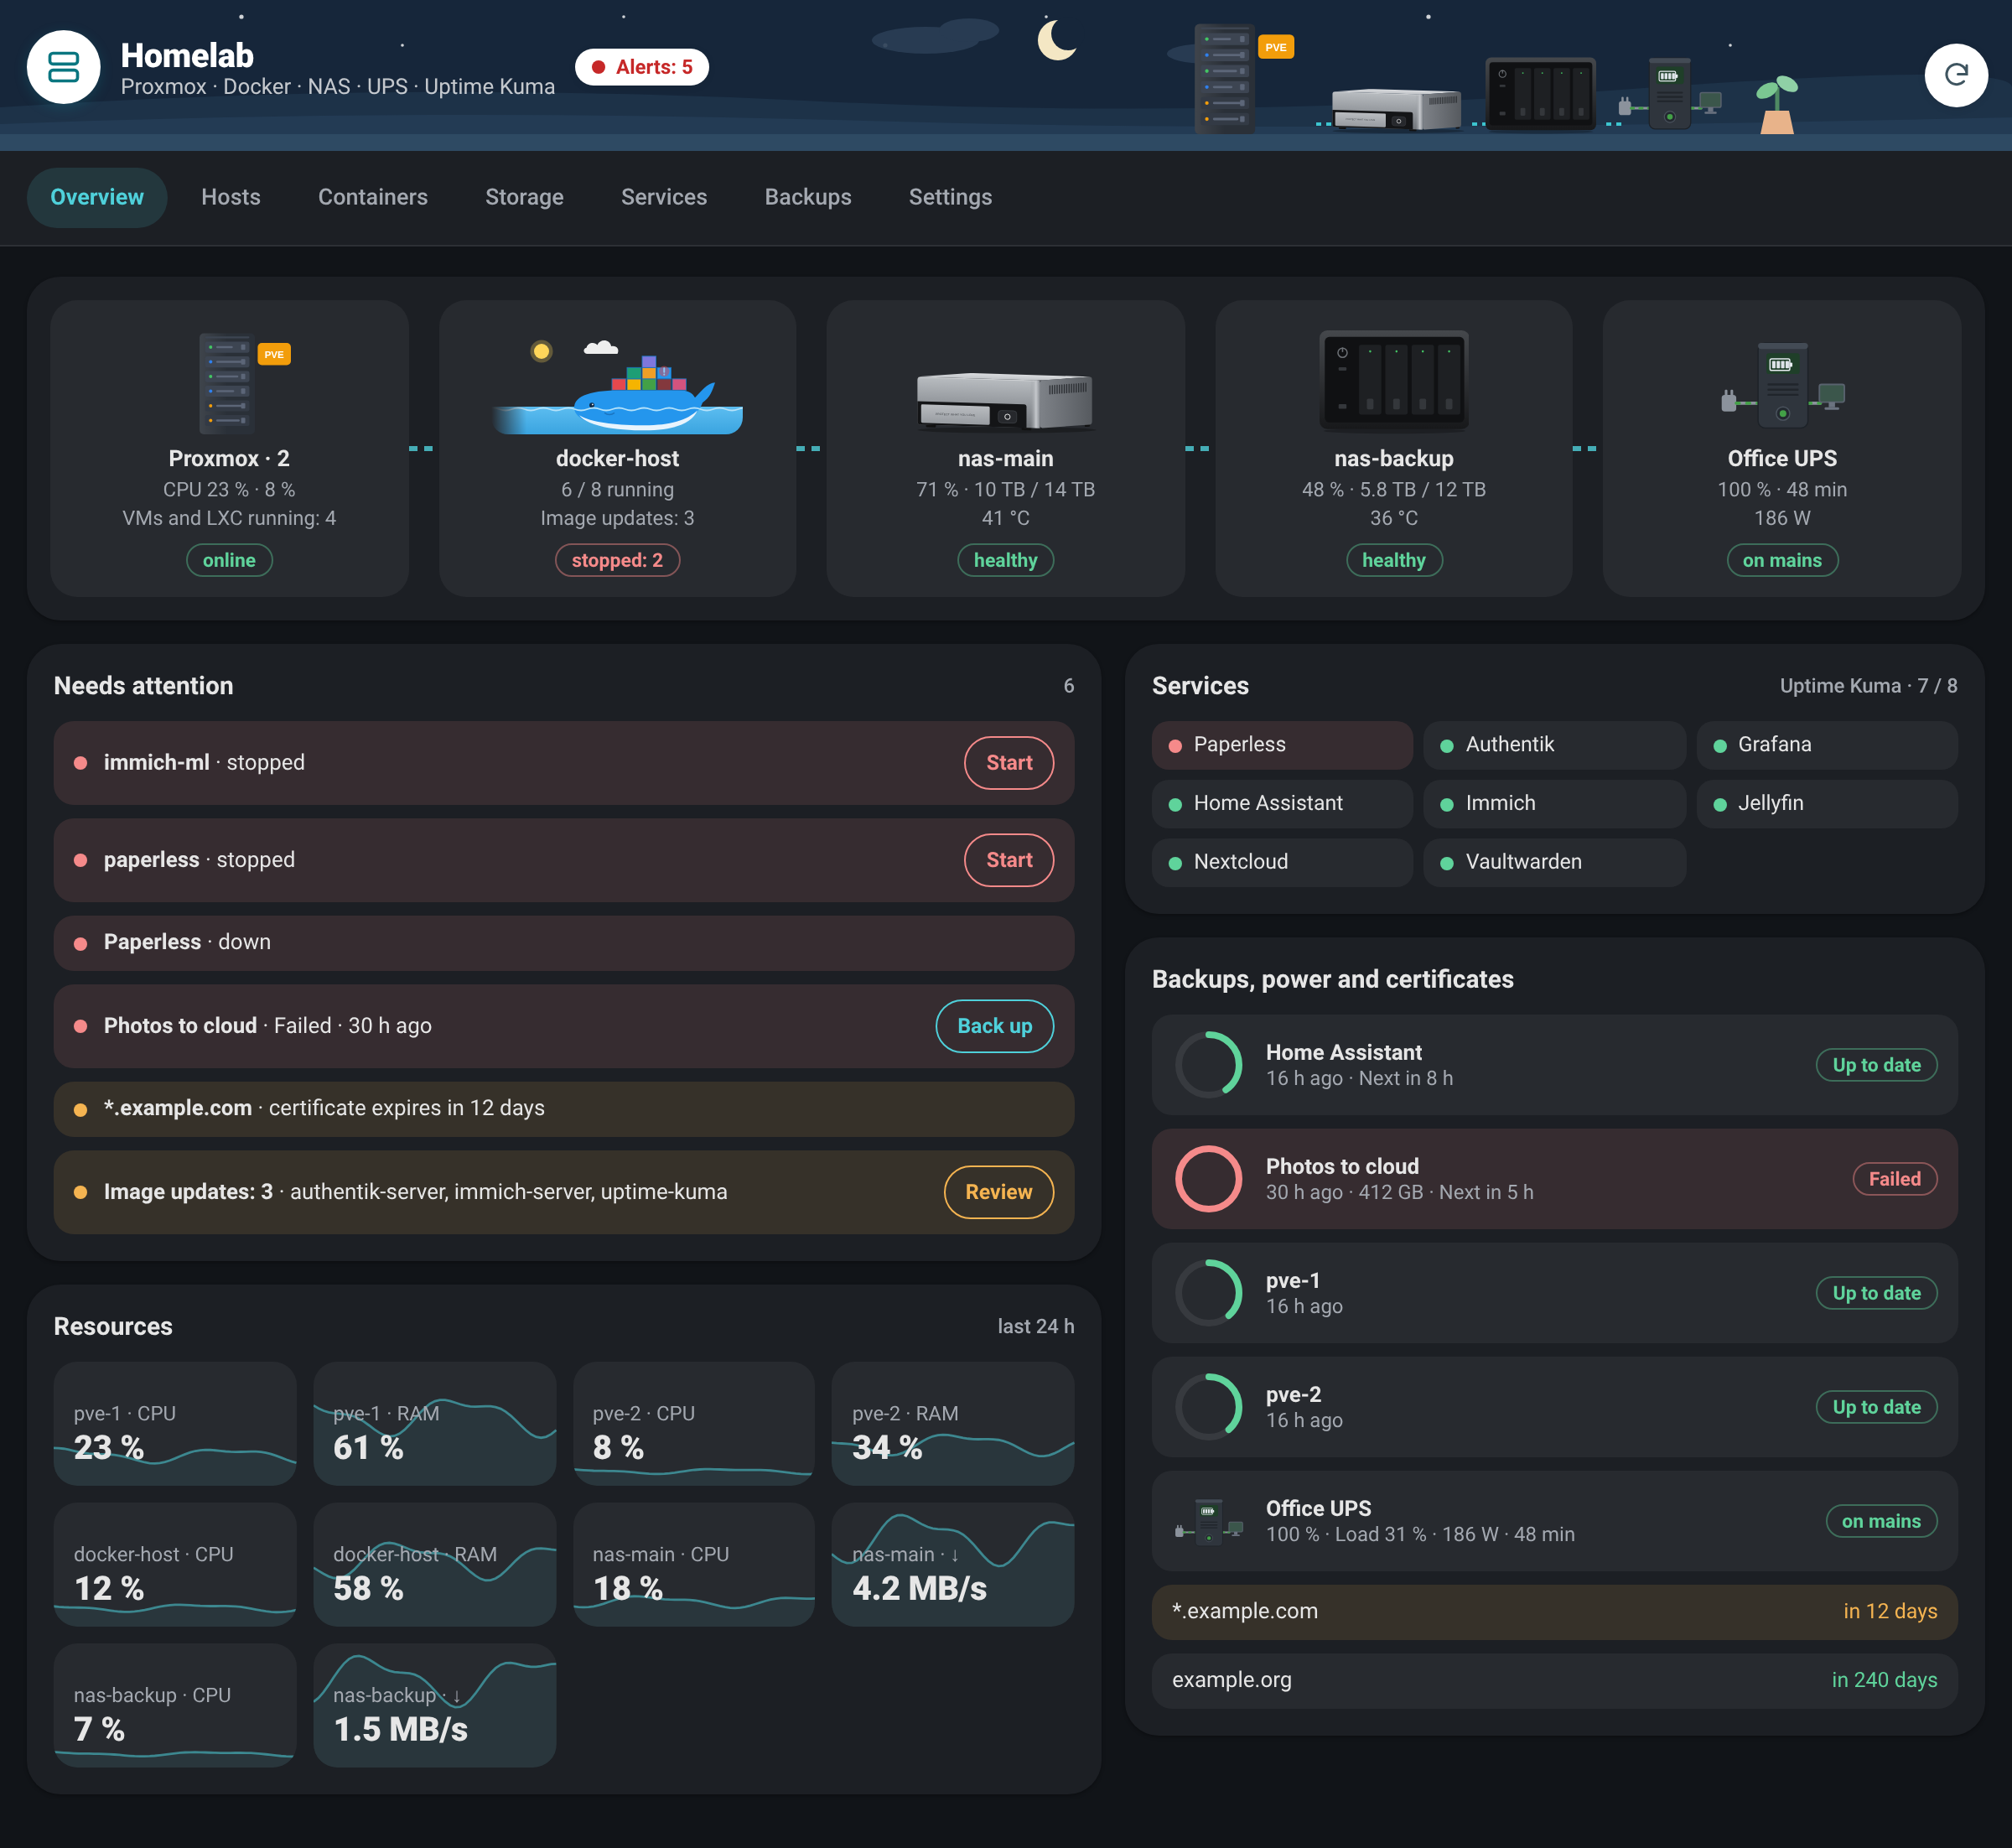 Homelab
Proxmox · Docker · NAS · UPS · Uptime Kuma
Alerts: 5
PVE
Overview
Hosts
Containers
Storage
Services
Backups
Settings
PVE
Proxmox · 2
CPU 23 % · 8 %
VMs and LXC running: 4
online
docker-host
6 / 8 running
Image updates: 3
stopped: 2
nas-main
71 % · 10 TB / 14 TB
41 °C
healthy
nas-backup
48 % · 5.8 TB / 12 TB
36 °C
healthy
Office UPS
100 % · 48 min
186 W
on mains
Needs attention
6
immich-ml · stopped
Start
paperless · stopped
Start
Paperless · down
Photos to cloud · Failed · 30 h ago
Back up
*.example.com · certificate expires in 12 days
Image updates: 3 · authentik-server, immich-server, uptime-kuma
Review
Resources
last 24 h
pve-1 · CPU
23 %
pve-1 · RAM
61 %
pve-2 · CPU
8 %
pve-2 · RAM
34 %
docker-host · CPU
12 %
docker-host · RAM
58 %
nas-main · CPU
18 %
nas-main · ↓
4.2 MB/s
nas-backup · CPU
7 %
nas-backup · ↓
1.5 MB/s
Services
Uptime Kuma · 7 / 8
Paperless
Authentik
Grafana
Home Assistant
Immich
Jellyfin
Nextcloud
Vaultwarden
Backups, power and certificates
Home Assistant
16 h ago · Next in 8 h
Up to date
Photos to cloud
30 h ago · 412 GB · Next in 5 h
Failed
pve-1
16 h ago
Up to date
pve-2
16 h ago
Up to date
Office UPS
100 % · Load 31 % · 186 W · 48 min
on mains
*.example.com
in 12 days
example.org
in 240 days